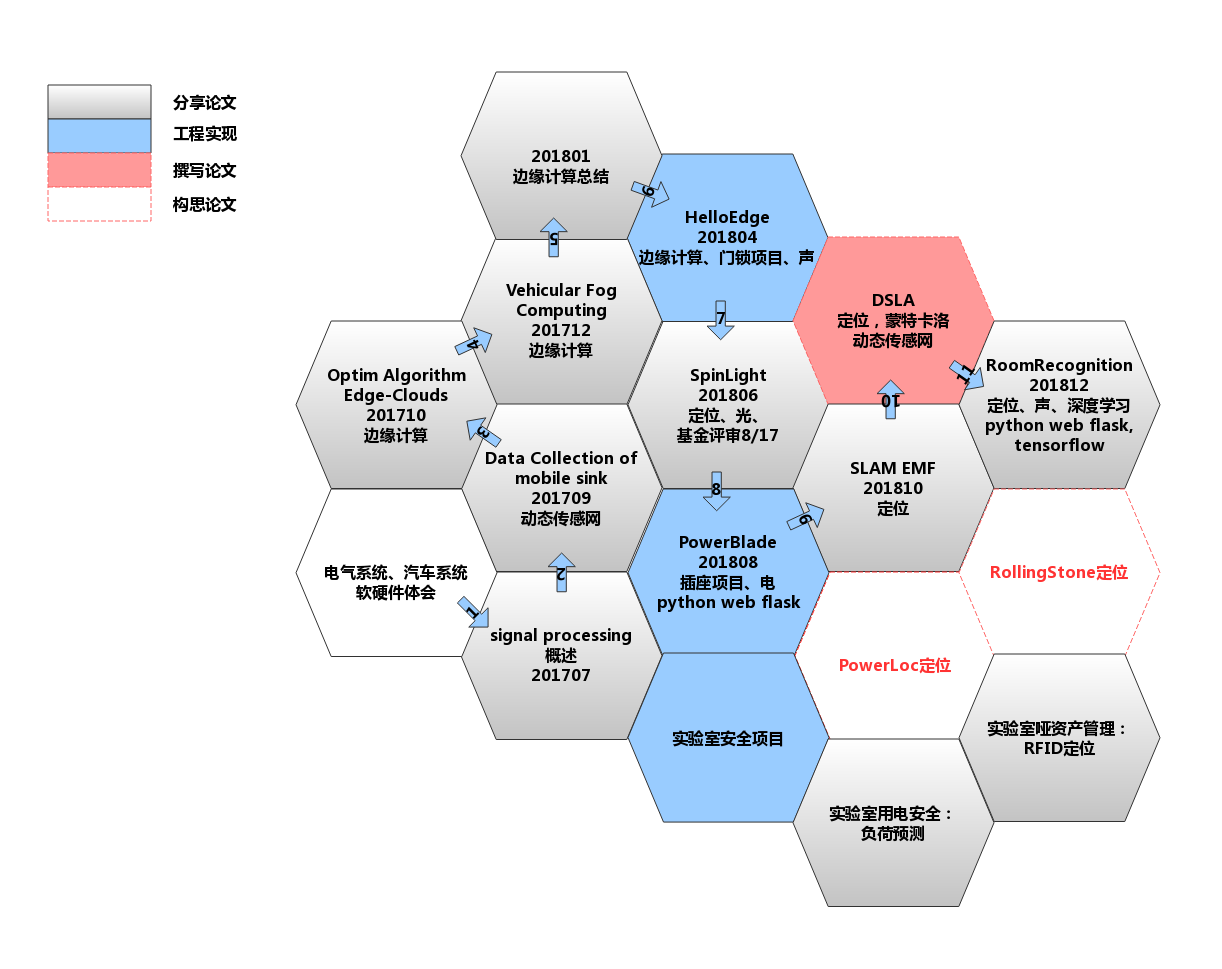 分享论文
工程实现
撰写论文
构思论文
201801
边缘计算总结
6
HelloEdge
201804
边缘计算、门锁项目、声
5
Vehicular Fog
Computing
201712
边缘计算
7
DSLA
定位，蒙特卡洛
动态传感网
4
Optim Algorithm
Edge-Clouds
201710
边缘计算
SpinLight
201806
定位、光、
基金评审8/17
11
RoomRecognition
201812
定位、声、深度学习
python web flask,
tensorflow
10
3
Data Collection of
mobile sink
201709
动态传感网
8
SLAM EMF
201810
定位
9
PowerBlade
201808
插座项目、电
python web flask
电气系统、汽车系统
软硬件体会
2
1
signal processing
概述
201707
RollingStone定位
PowerLoc定位
实验室安全项目
实验室哑资产管理：
RFID定位
实验室用电安全：
负荷预测